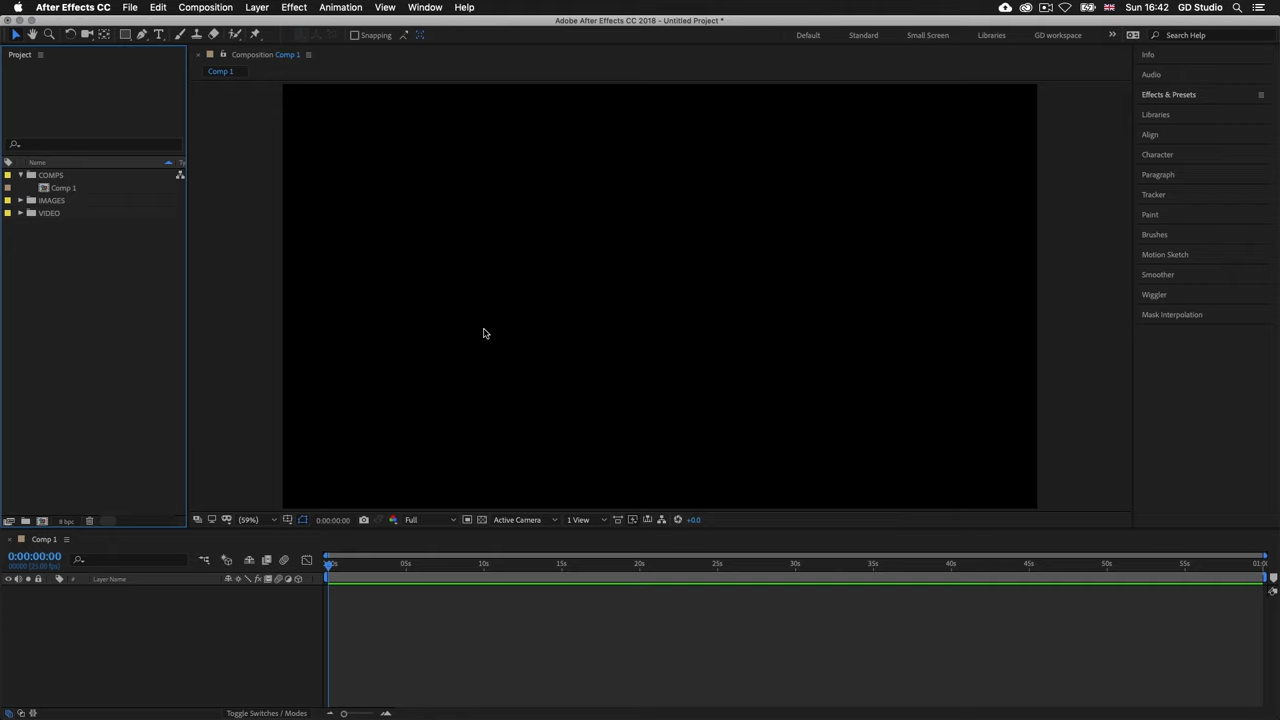 After Effects CC File Edit Composition Layer Effect Animation View Window Help Sun 16:42 GD Studio
Adobe After Effects CC 2018 - Untitled Project *
Snapping Default Standard Small Screen Libraries GD workspace Search Help
Project
Composition Comp 1
Comp 1
Name Ty
COMPS
Comp 1
IMAGES
VIDEO
Info
Audio
Effects & Presets
Libraries
Align
Character
Paragraph
Tracker
Paint
Brushes
Motion Sketch
Smoother
Wiggler
Mask Interpolation
8 bpc
(59%) 0:00:00:00 Full Active Camera 1 View +0.0
Comp 1
0:00:00:00
00000 (25.00 fps)
05s 10s 15s 20s 25s 30s 35s 40s 45s 50s 55s
# Layer Name
Toggle Switches / Modes